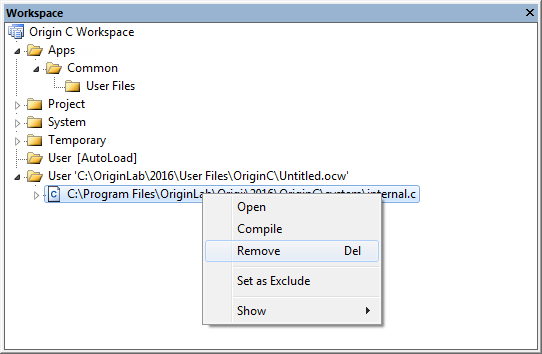 Workspace
Origin C Workspace
Apps
Common
User Files
Project
System
Temporary
User [AutoLoad]
User 'C:\OriginLab\2016\User Files\OriginC\Untitled.ocw'
C:\Program Files\OriginLab\Origi\2016\OriginC\system\internal.c
Open
Compile
Remove Del
Set as Exclude
Show